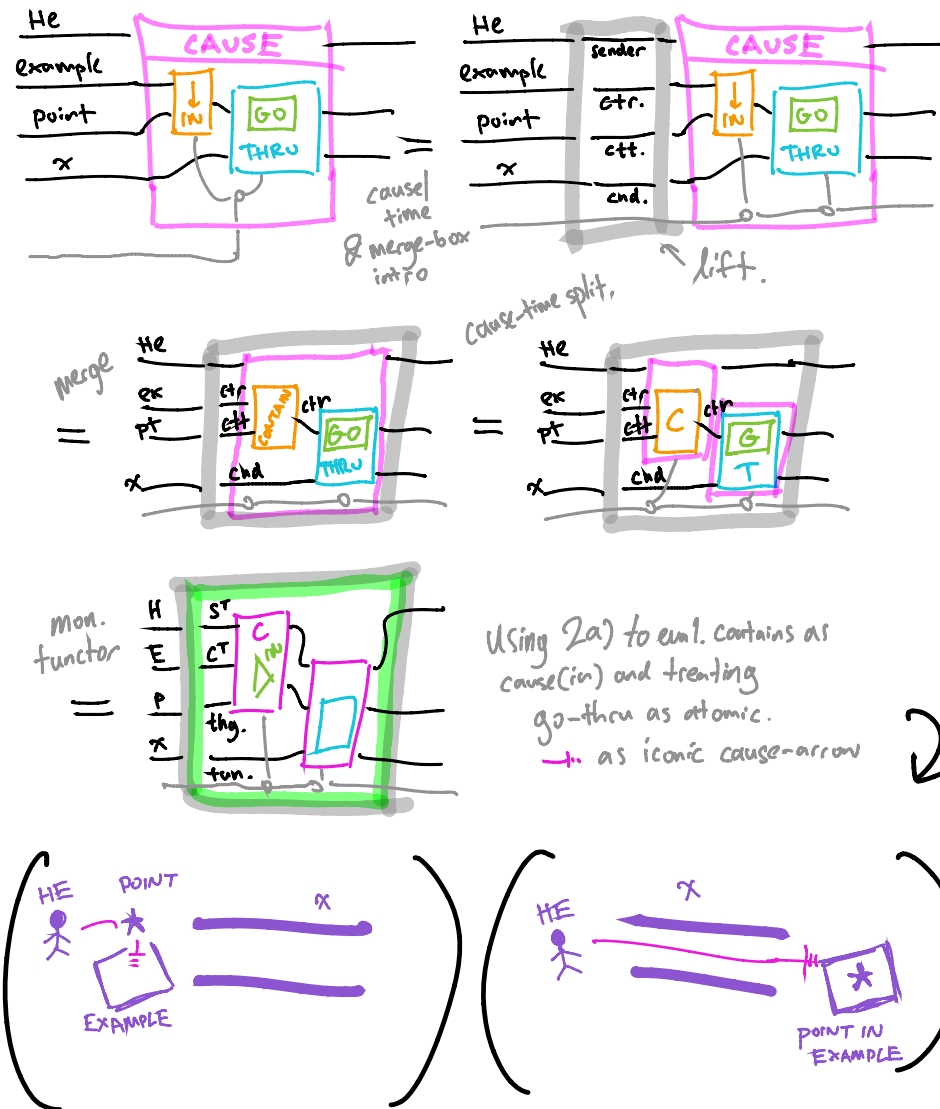 He
CAUSE
example
IN
GO
point
THRU
x
=
cause/
time
& merge-box
intro
He
sender
CAUSE
example
ctr.
IN
GO
point
ctt.
THRU
x
cnd.
lift.
merge
=
He
ex
ctr
pt
ctt
CONTAIN
ctr
GO
THRU
x
cnd
cause-time split.
=
He
ex
ctr
pt
ctt
C
ctr
G
T
x
cnd
mon.
functor
=
H
Sᵀ
C
IN
E
Cᵀ
P
thg.
x
tun.
Using 2a) to eval. contains as
cause(in) and treating
go-thru as atomic.
as iconic cause-arrow
HE
POINT
x
EXAMPLE
HE
x
POINT IN
EXAMPLE